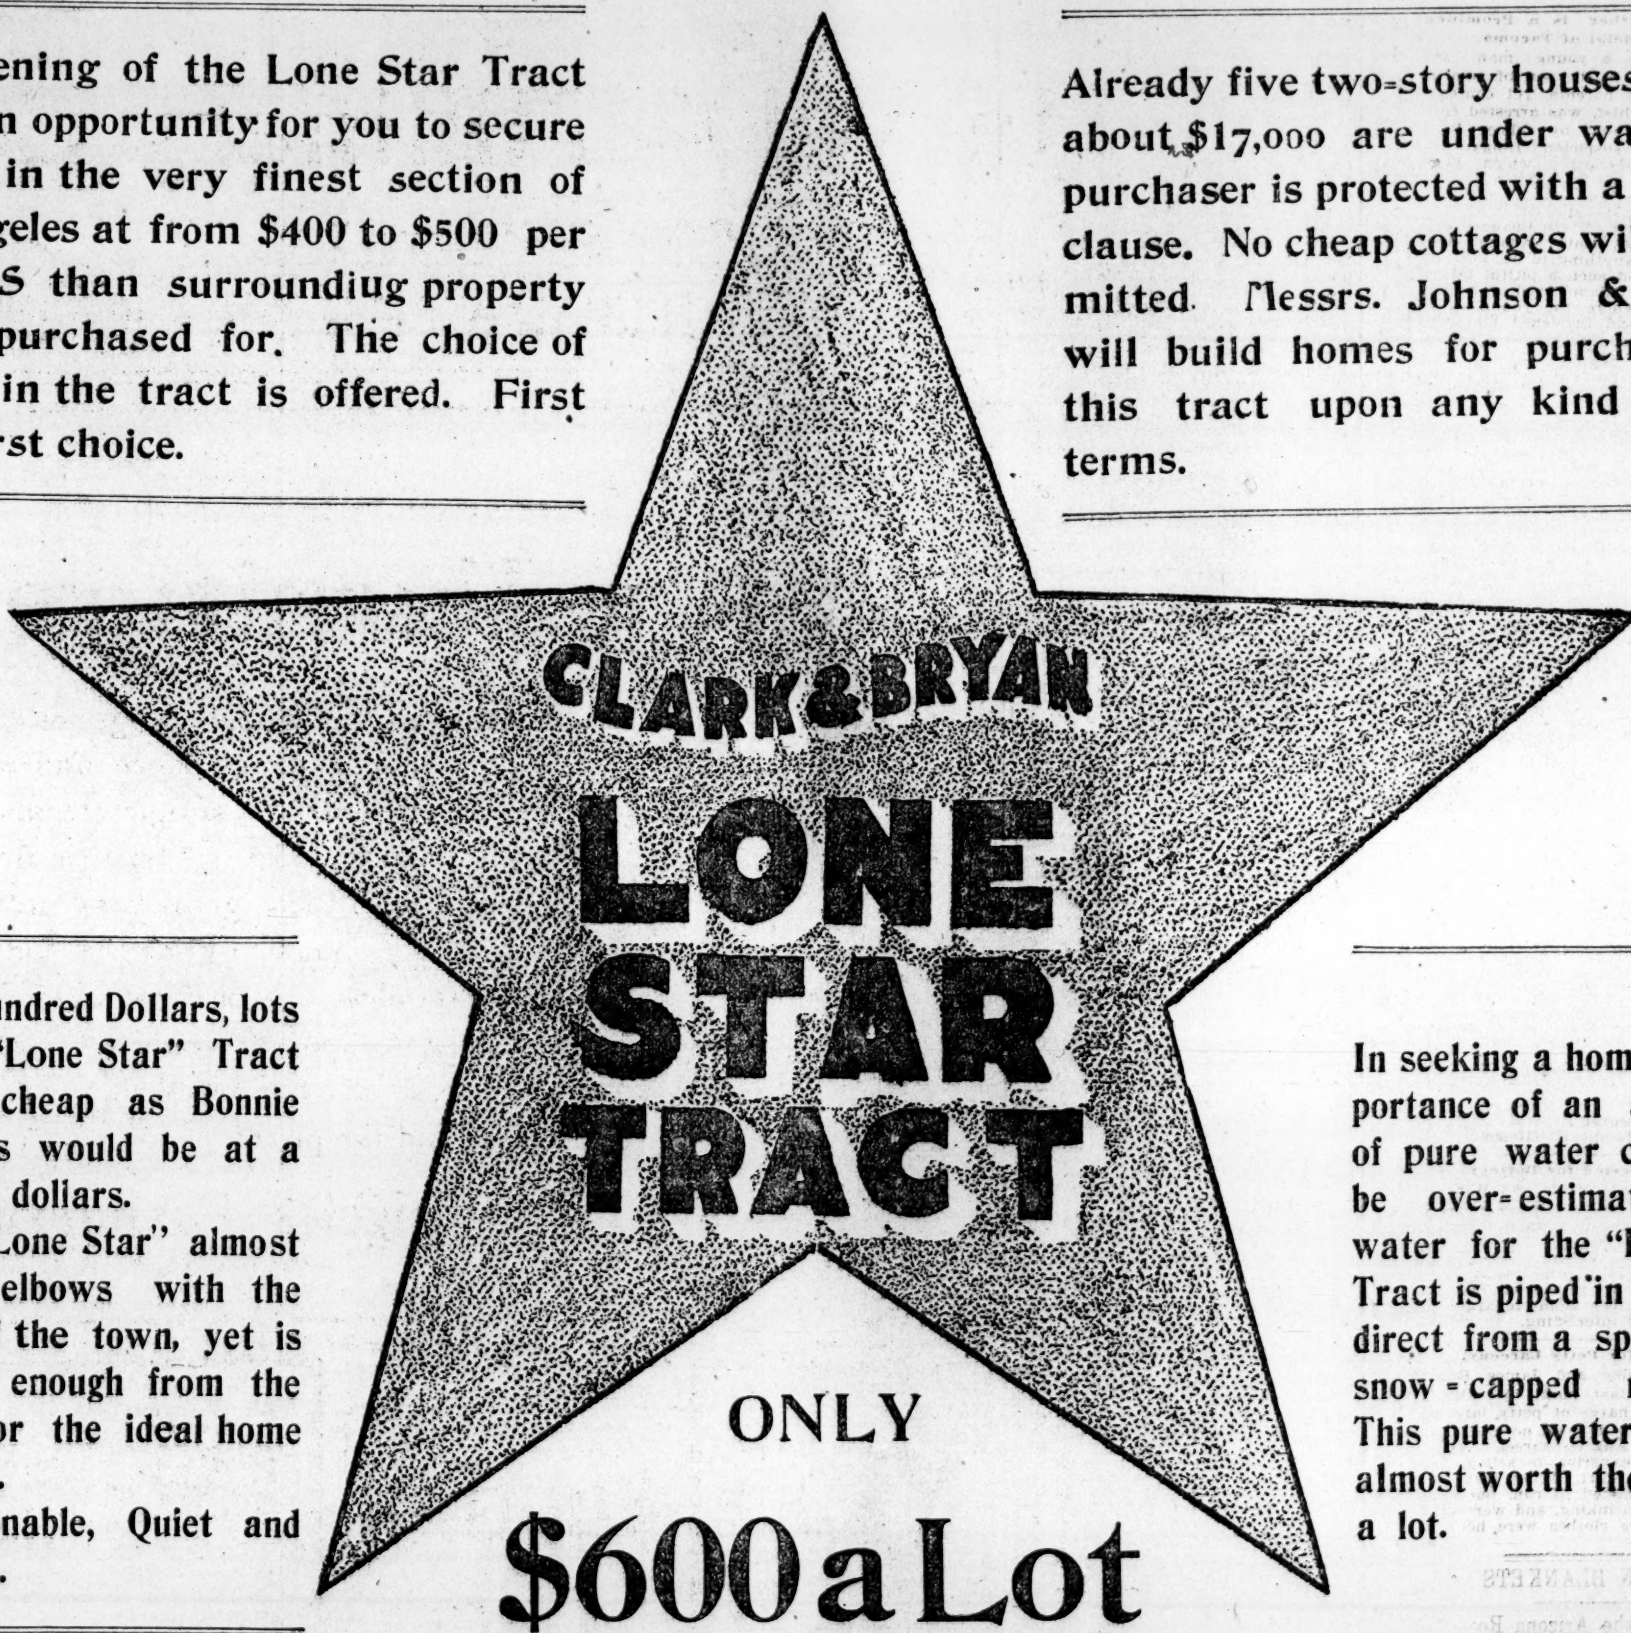 ening of the Lone Star Tract
n opportunity for you to secure
in the very finest section of
geles at from $400 to $500 per
S than surroundiug property
purchased for. The choice of
in the tract is offered. First
rst choice.
Already five two=story houses
about $17,000 are under wa
purchaser is protected with a
clause. No cheap cottages wi
mitted. Messrs. Johnson &
will build homes for purch
this tract upon any kind
terms.
CLARK & BRYAN
LONE
STAR
TRACT
undred Dollars, lots
"Lone Star" Tract
cheap as Bonnie
s would be at a
dollars.
Lone Star" almost
elbows with the
the town, yet is
enough from the
or the ideal home
.
nable, Quiet and
.
In seeking a hom
portance of an
of pure water c
be over=estima
water for the "L
Tract is piped in
direct from a sp
snow=capped
This pure water
almost worth the
a lot.
ONLY
$600 a Lot